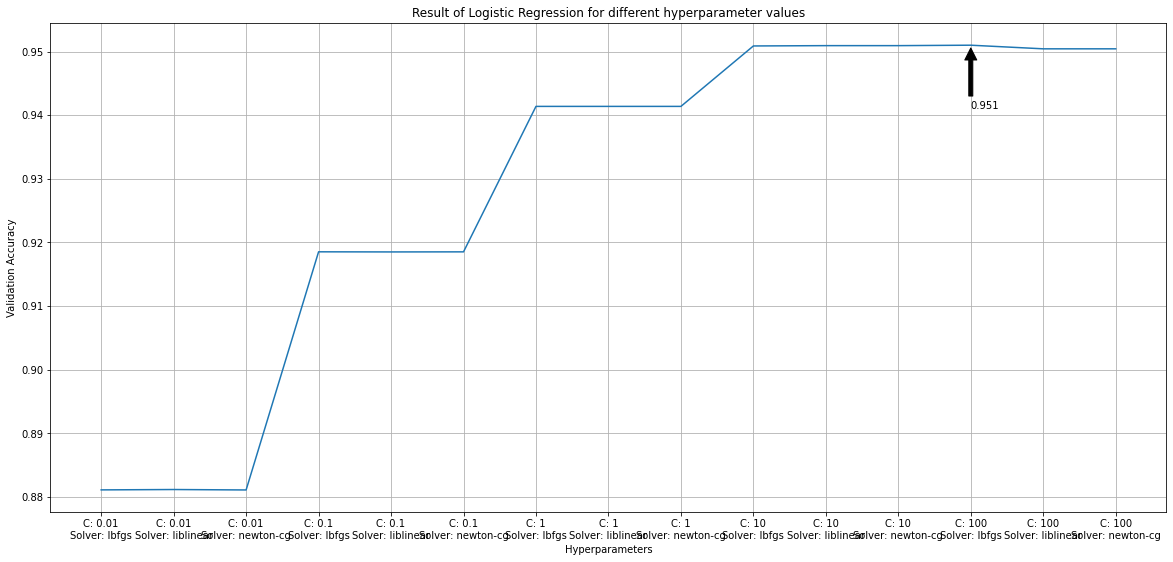 Result of Logistic Regression for different hyperparameter values
Validation Accuracy
0.95
0.94
0.93
0.92
0.91
0.90
0.89
0.88
0.951
C: 0.01 C: 0.01 C: 0.01 C: 0.1 C: 0.1 C: 0.1 C: 1 C: 1 C: 1 C: 10 C: 10 C: 10 C: 100 C: 100 C: 100
Solver: lbfgs Solver: liblinear Solver: newton-cg Solver: lbfgs Solver: liblinear Solver: newton-cg Solver: lbfgs Solver: liblinear Solver: newton-cg Solver: lbfgs Solver: liblinear Solver: newton-cg Solver: lbfgs Solver: liblinear Solver: newton-cg
Hyperparameters